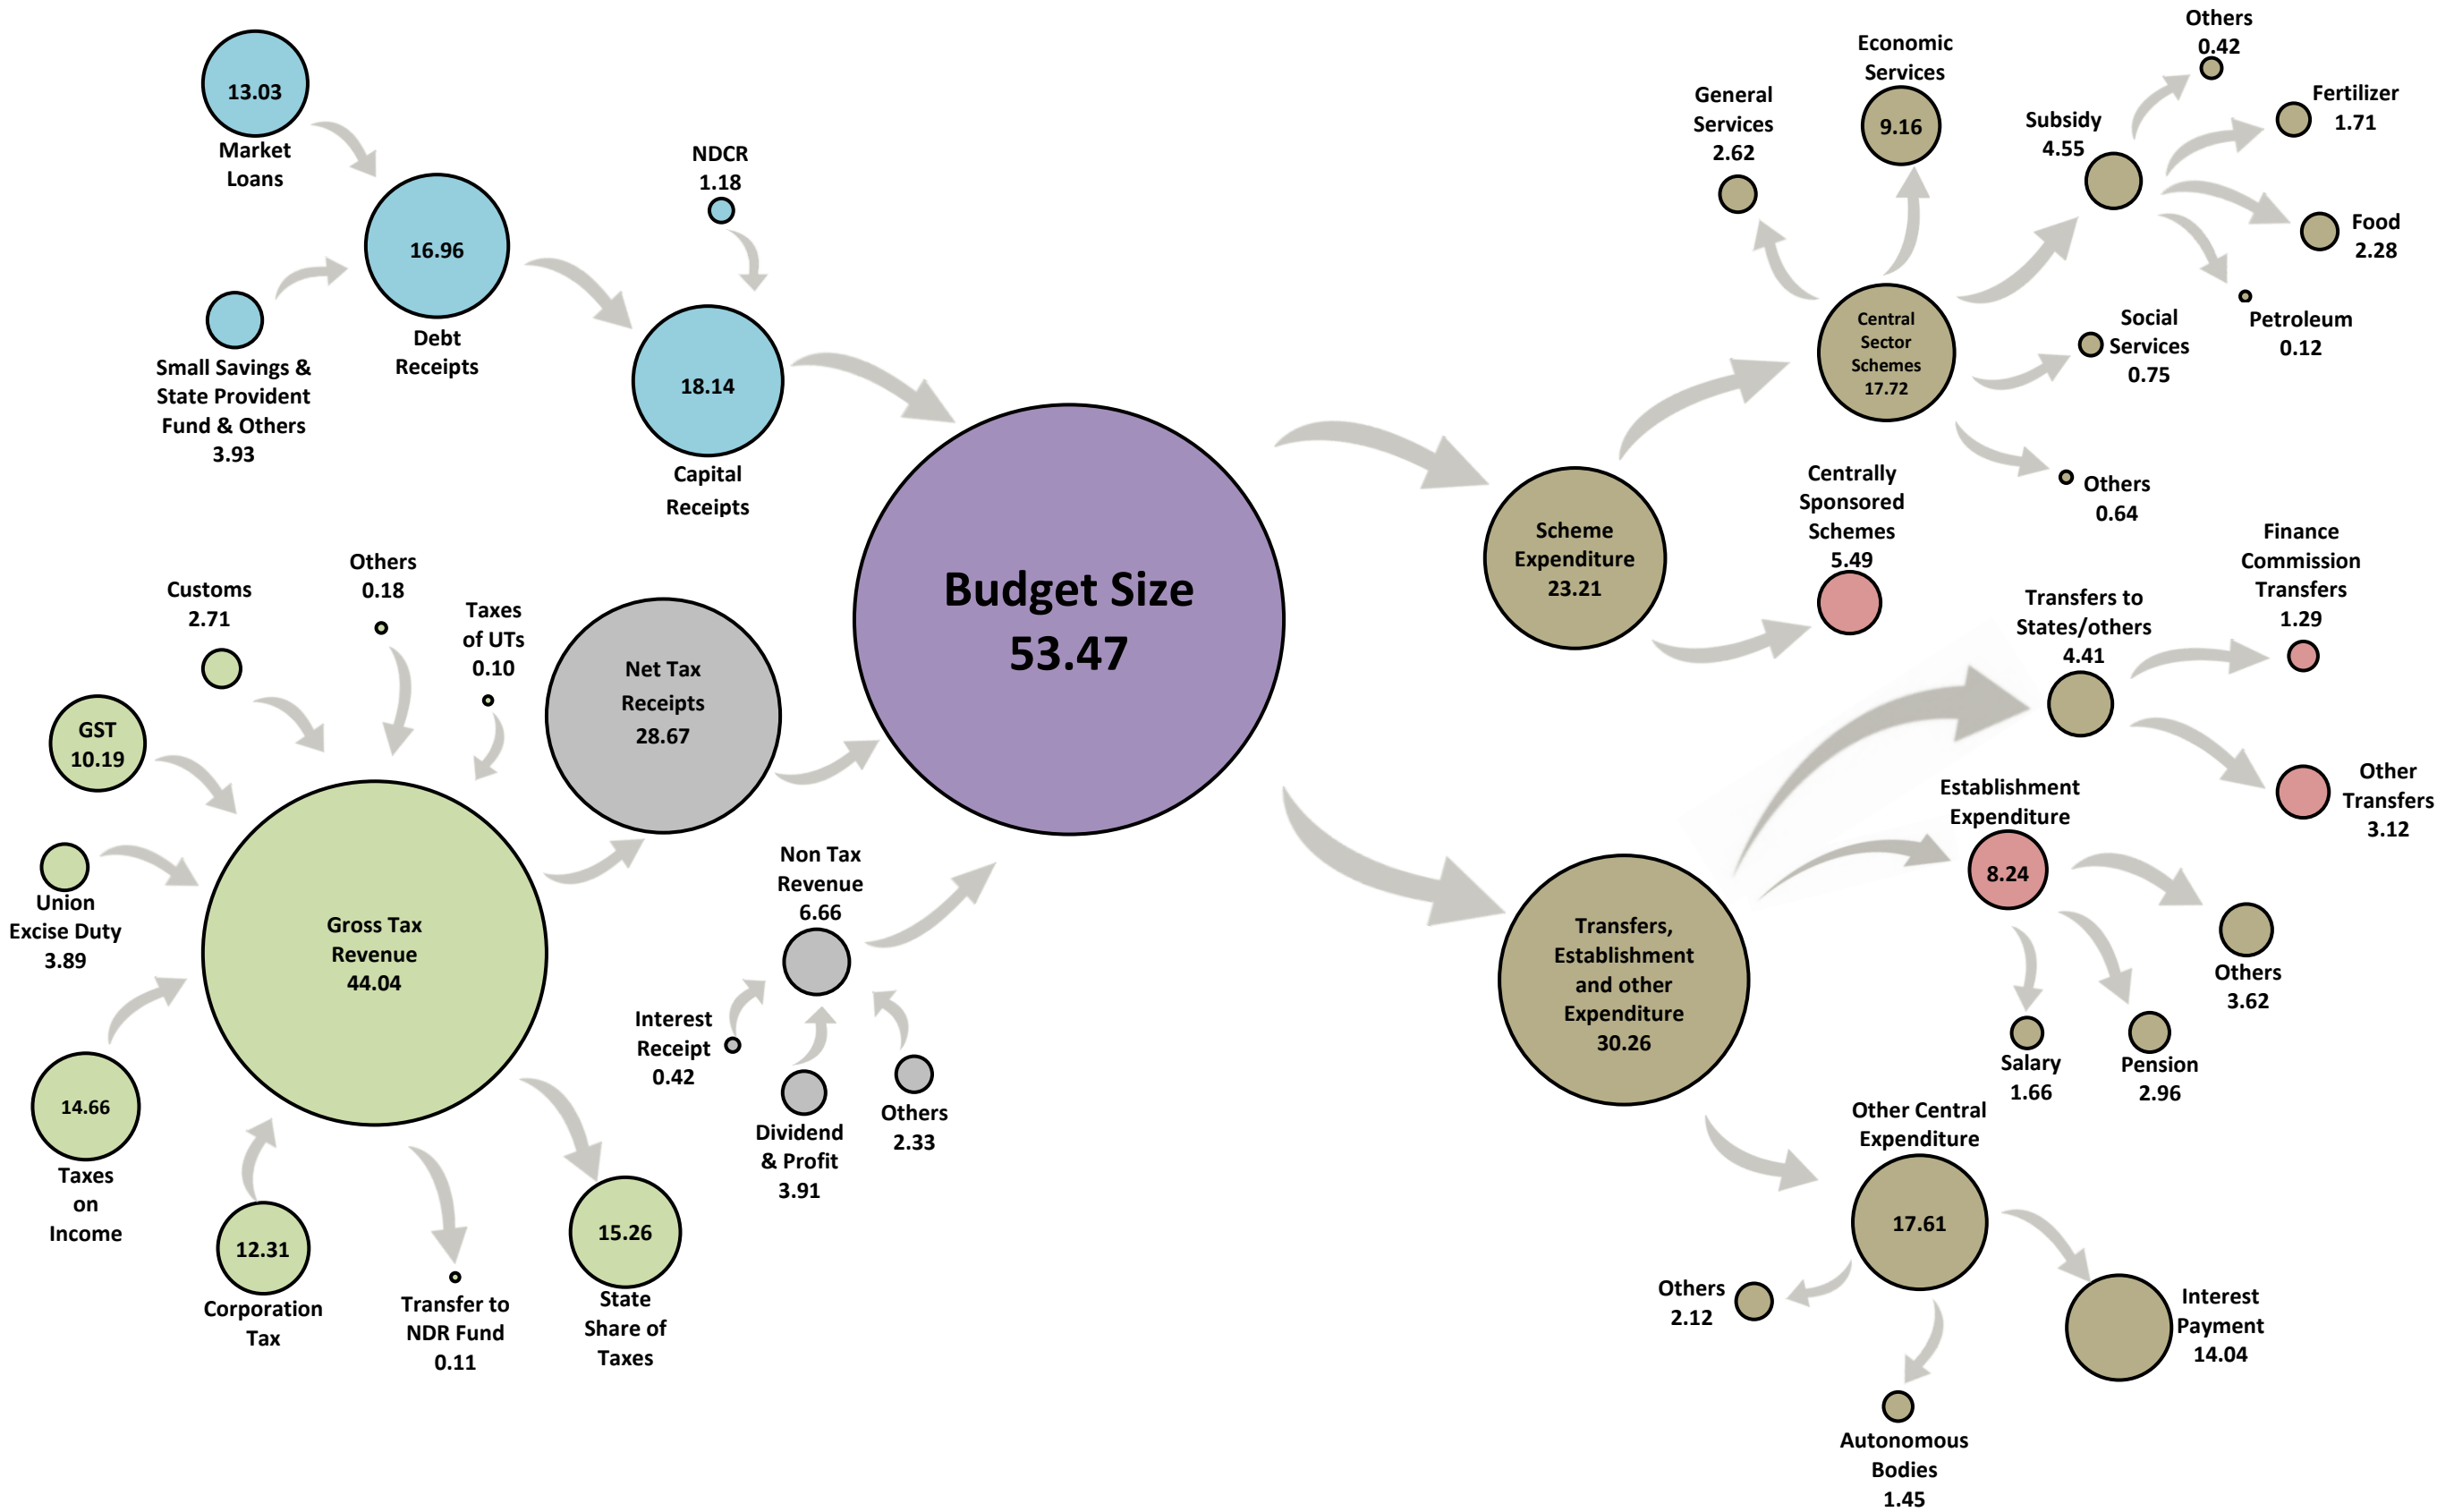 13.03
Market
Loans
16.96
Debt
Receipts
Small Savings &
State Provident
Fund & Others
3.93
NDCR
1.18
18.14
Capital
Receipts
Budget Size
53.47
Customs
2.71
Others
0.18
Taxes
of UTs
0.10
Net Tax
Receipts
28.67
GST
10.19
Union
Excise Duty
3.89
Gross Tax
Revenue
44.04
14.66
Taxes
on
Income
12.31
Corporation
Tax
Transfer to
NDR Fund
0.11
15.26
State
Share of
Taxes
Non Tax
Revenue
6.66
Interest
Receipt
0.42
Dividend
& Profit
3.91
Others
2.33
Scheme
Expenditure
23.21
Central
Sector
Schemes
17.72
General
Services
2.62
Economic
Services
9.16
Subsidy
4.55
Others
0.42
Fertilizer
1.71
Food
2.28
Petroleum
0.12
Social
Services
0.75
Others
0.64
Centrally
Sponsored
Schemes
5.49
Transfers,
Establishment
and other
Expenditure
30.26
Transfers to
States/others
4.41
Finance
Commission
Transfers
1.29
Other
Transfers
3.12
Establishment
Expenditure
8.24
Others
3.62
Salary
1.66
Pension
2.96
Other Central
Expenditure
17.61
Others
2.12
Autonomous
Bodies
1.45
Interest
Payment
14.04